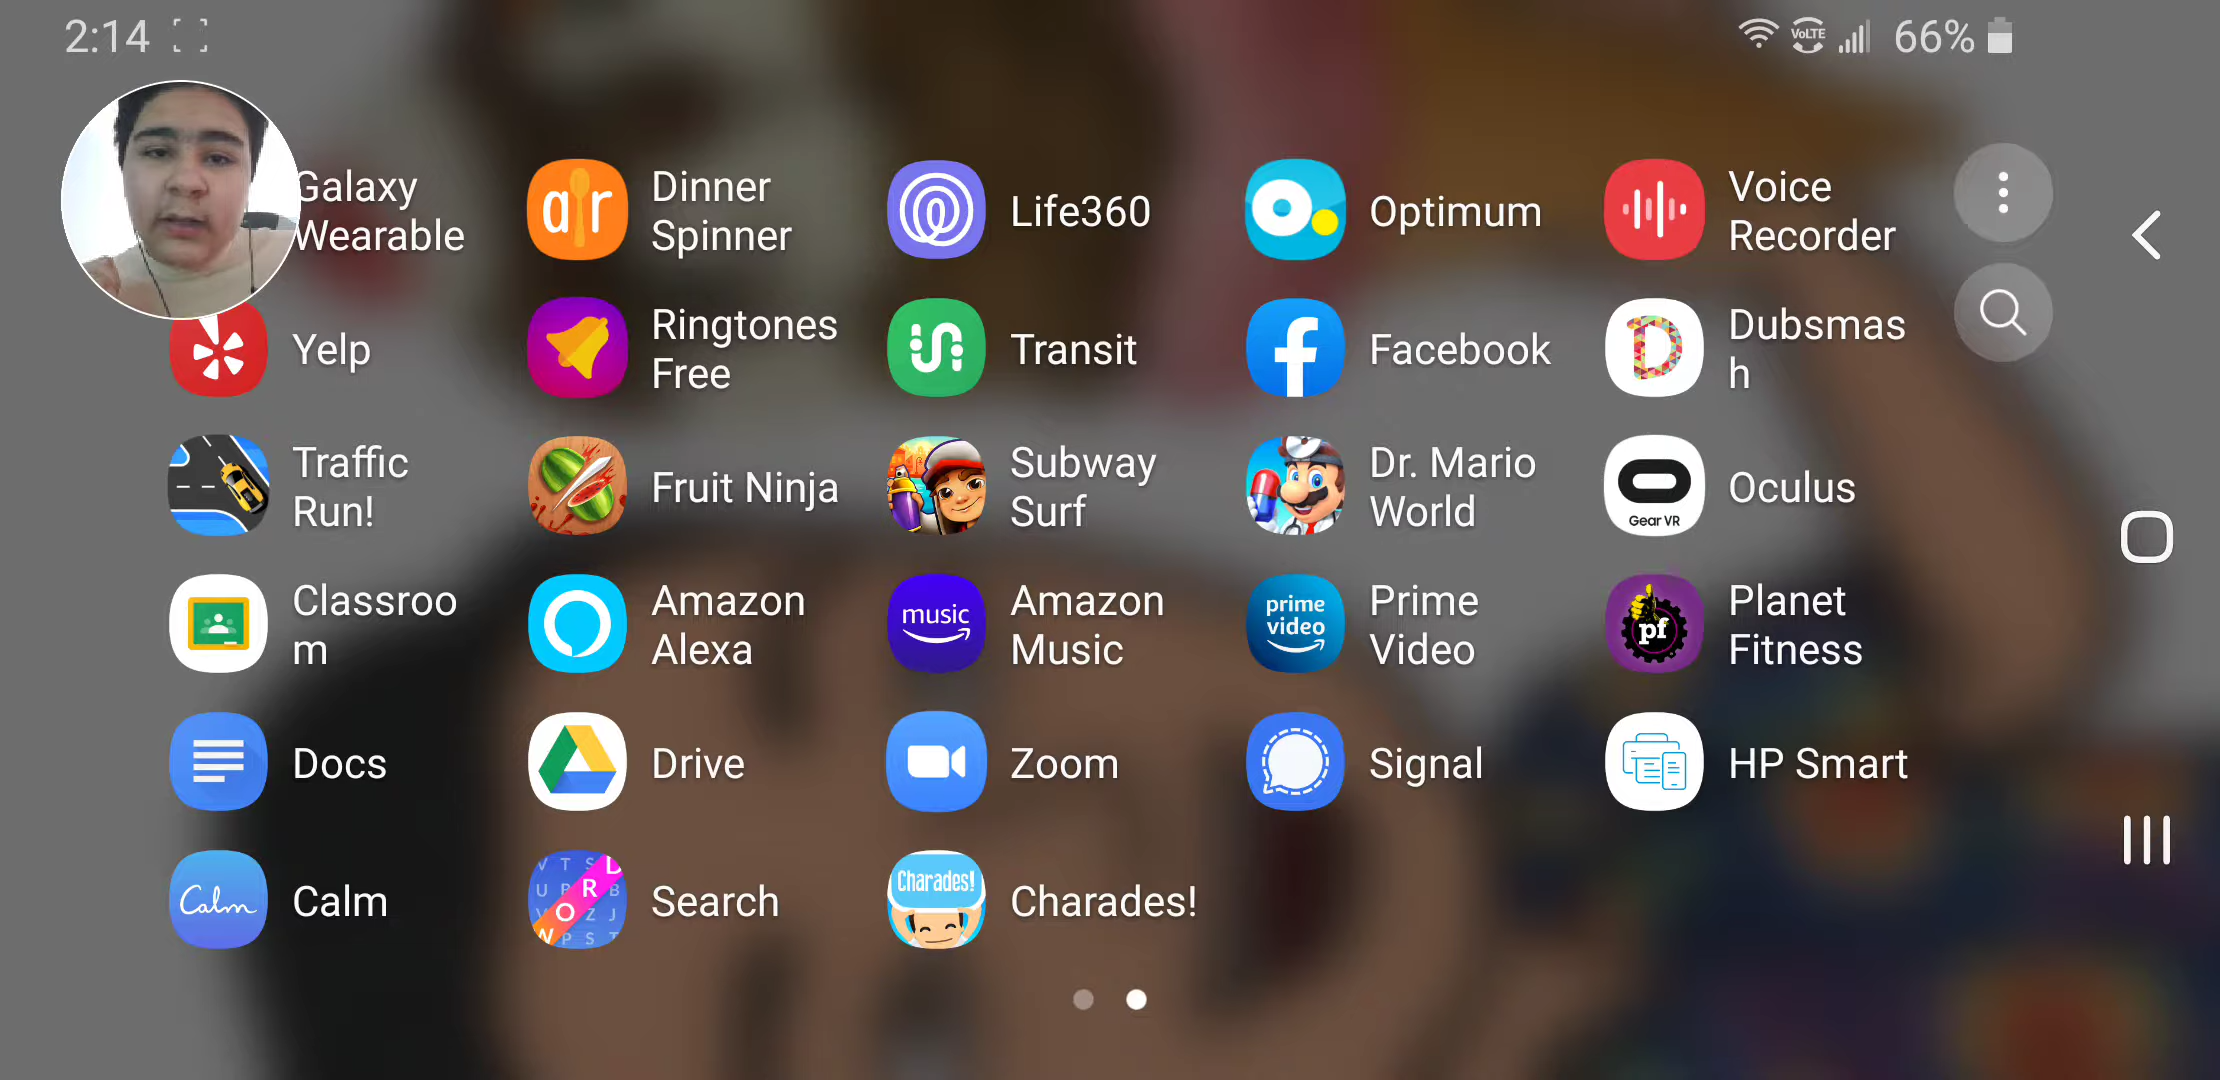 2:14
VoLTE
66%
Galaxy
Wearable
Dinner
Spinner
Life360
Optimum
Voice
Recorder
Yelp
Ringtones
Free
Transit
Facebook
Dubsmas
h
Traffic
Run!
Fruit Ninja
Subway
Surf
Dr. Mario
World
Gear VR
Oculus
Classroo
m
Amazon
Alexa
music
Amazon
Music
prime
video
Prime
Video
pf
Planet
Fitness
Docs
Drive
Zoom
Signal
HP Smart
Calm
Calm
WORD
Search
Charades!
Charades!